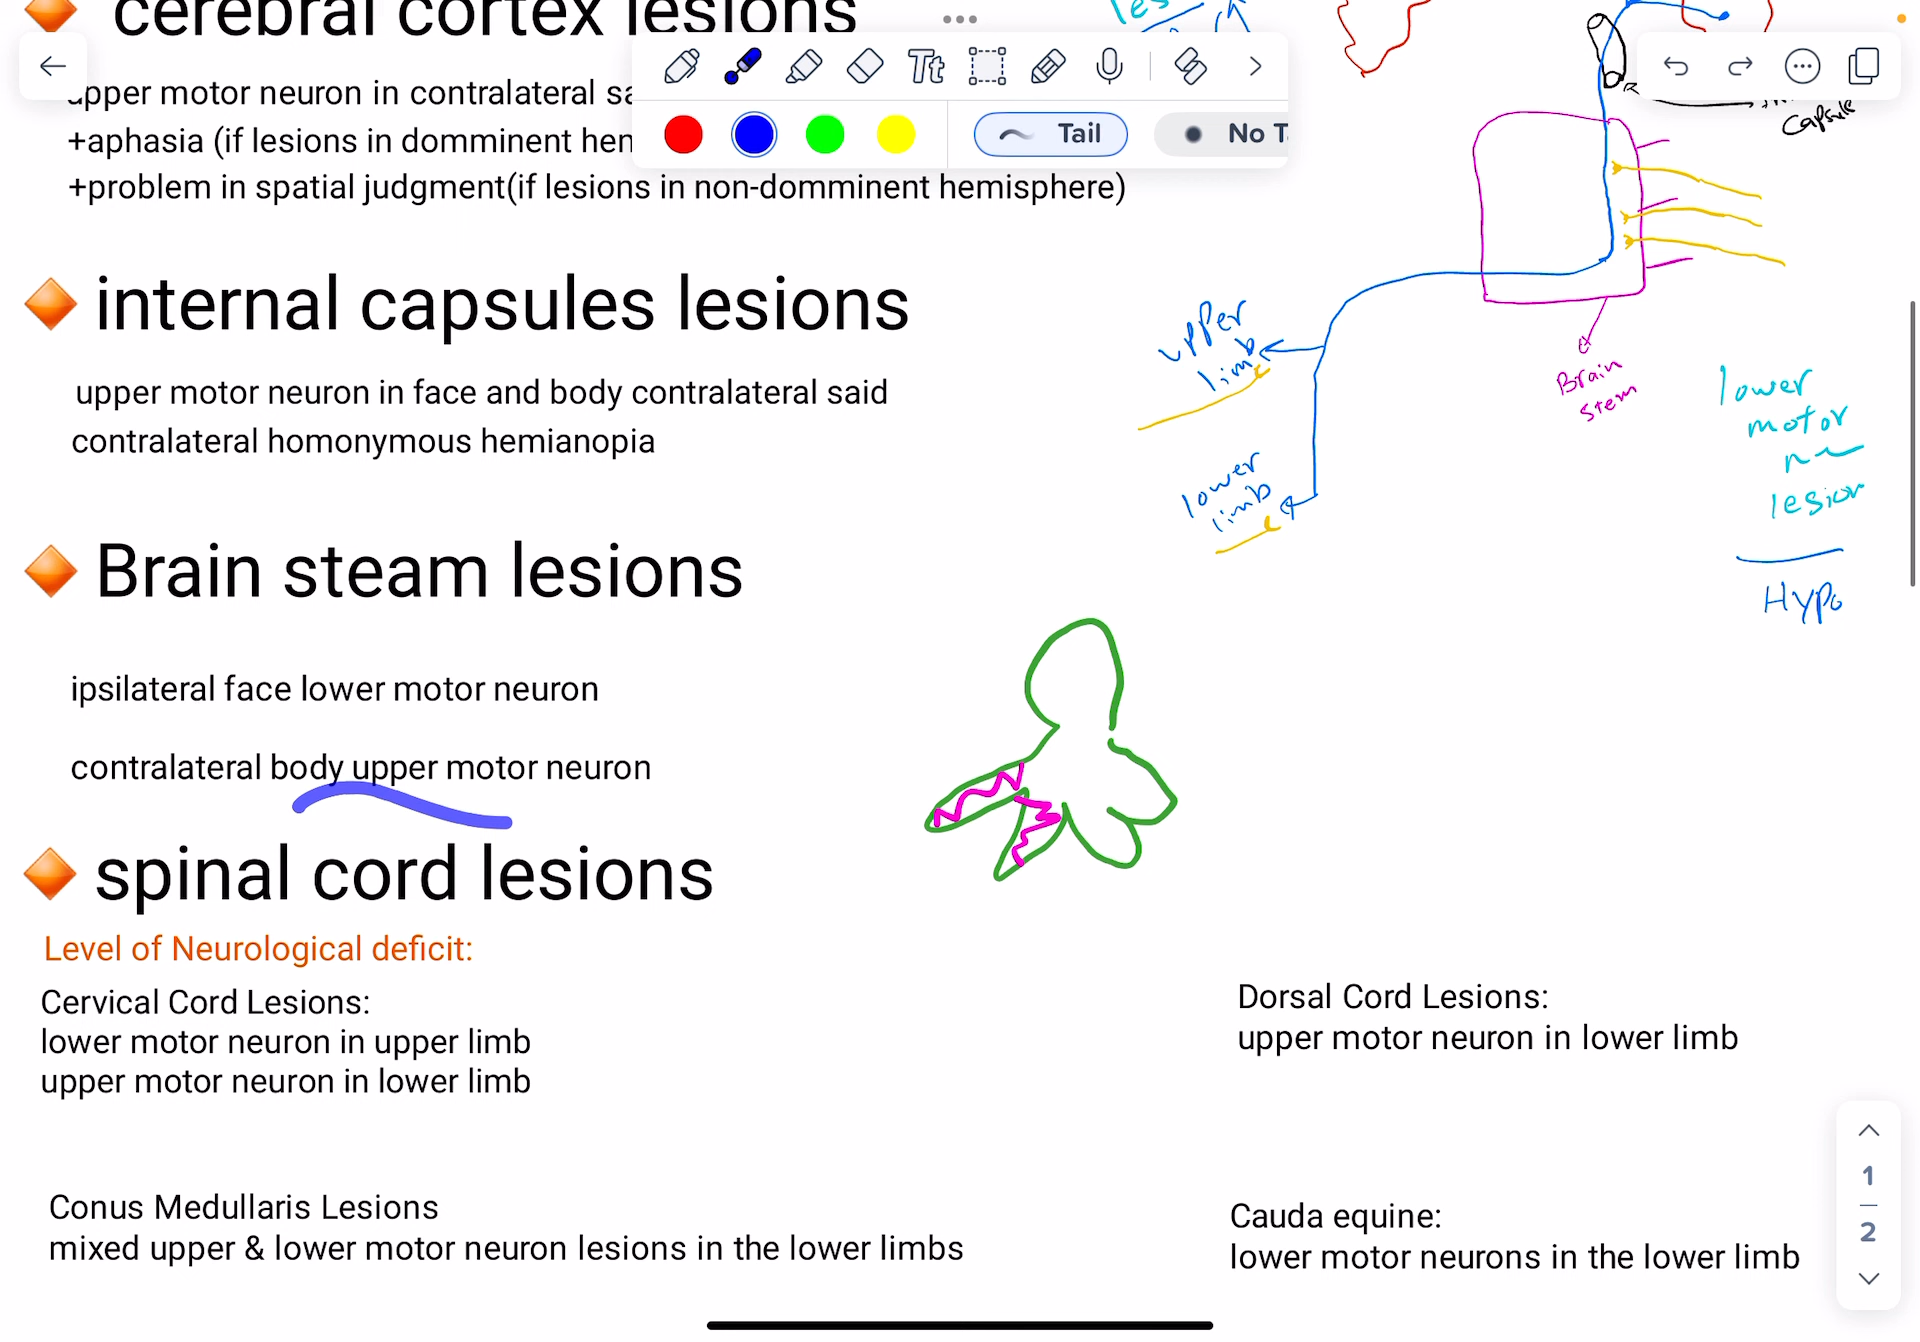 cerebral cortex lesions
upper motor neuron in contralateral sa
+aphasia (if lesions in domminent hen
+problem in spatial judgment(if lesions in non-domminent hemisphere)
Tt
Tail
No T
capsule
internal capsules lesions
upper motor neuron in face and body contralateral said
contralateral homonymous hemianopia
upper
limb
lower
limb
Brain
stem
lower
motor
lesion
Hypo
Brain steam lesions
ipsilateral face lower motor neuron
contralateral body upper motor neuron
spinal cord lesions
Level of Neurological deficit:
Cervical Cord Lesions:
lower motor neuron in upper limb
upper motor neuron in lower limb
Dorsal Cord Lesions:
upper motor neuron in lower limb
Conus Medullaris Lesions
mixed upper & lower motor neuron lesions in the lower limbs
Cauda equine:
lower motor neurons in the lower limb
1
2